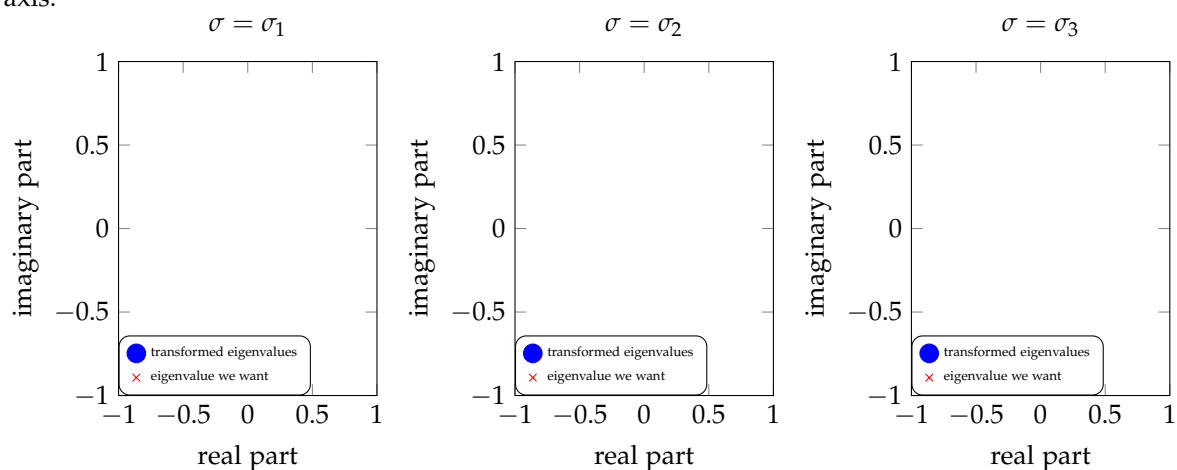 axis.
σ = σ₁ σ = σ₂ σ = σ₃
1 1 1
0.5 0.5 0.5
0 0 0
−0.5 −0.5 −0.5
−1 −1 −1
imaginary part imaginary part imaginary part
transformed eigenvalues transformed eigenvalues transformed eigenvalues
eigenvalue we want eigenvalue we want eigenvalue we want
−1 −0.5 0 0.5 1 −1 −0.5 0 0.5 1 −1 −0.5 0 0.5 1
real part real part real part